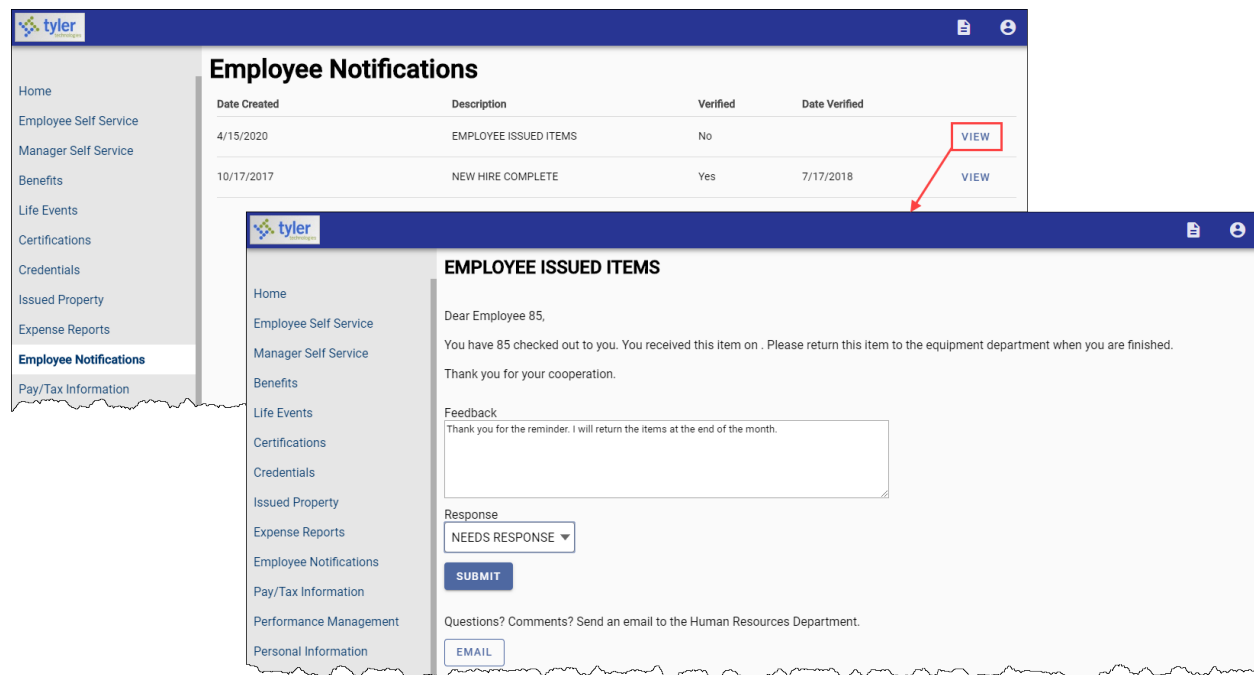 tyler
technologies
Employee Notifications
Home
Employee Self Service
Manager Self Service
Benefits
Life Events
Certifications
Credentials
Issued Property
Expense Reports
Employee Notifications
Pay/Tax Information
Date Created Description Verified Date Verified
4/15/2020 EMPLOYEE ISSUED ITEMS No VIEW
10/17/2017 NEW HIRE COMPLETE Yes 7/17/2018 VIEW
tyler
technologies
Home
Employee Self Service
Manager Self Service
Benefits
Life Events
Certifications
Credentials
Issued Property
Expense Reports
Employee Notifications
Pay/Tax Information
Performance Management
Personal Information
EMPLOYEE ISSUED ITEMS
Dear Employee 85,
You have 85 checked out to you. You received this item on . Please return this item to the equipment department when you are finished.
Thank you for your cooperation.
Feedback
Thank you for the reminder. I will return the items at the end of the month.
Response
NEEDS RESPONSE
SUBMIT
Questions? Comments? Send an email to the Human Resources Department.
EMAIL